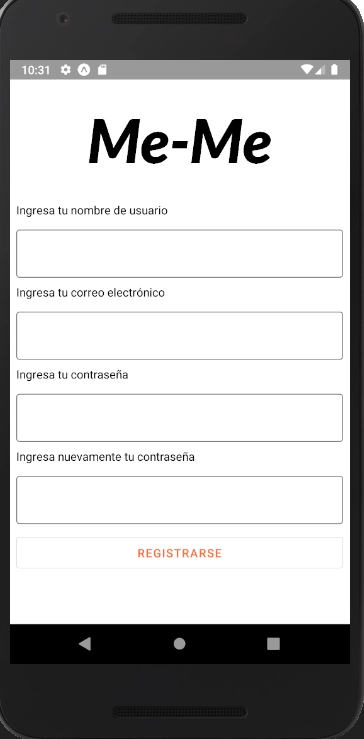 10:31
Me-Me
Ingresa tu nombre de usuario
Ingresa tu correo electrónico
Ingresa tu contraseña
Ingresa nuevamente tu contraseña
REGISTRARSE